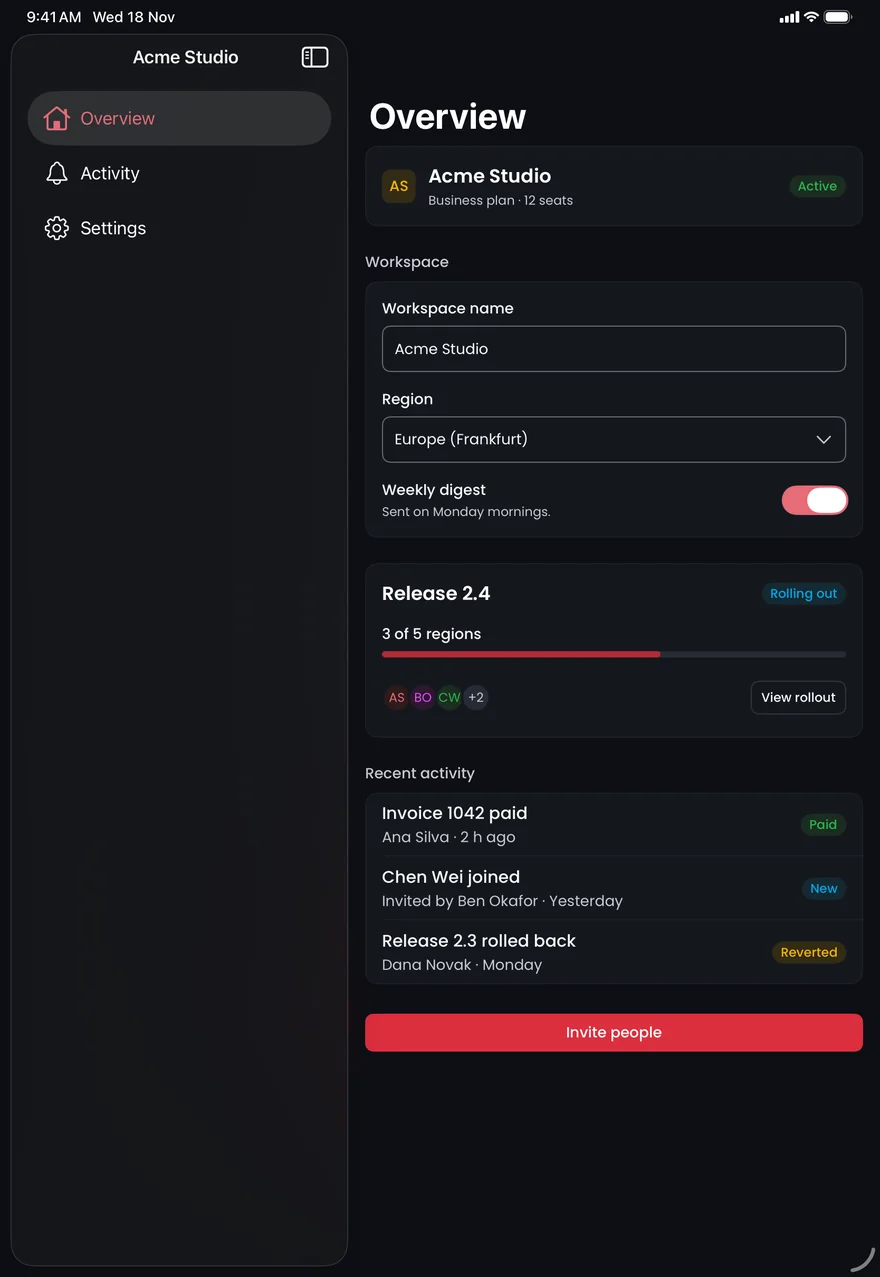 9:41 AM Wed 18 Nov
Acme Studio
Overview
Activity
Settings
Overview
AS
Acme Studio
Business plan · 12 seats
Active
Workspace
Workspace name
Acme Studio
Region
Europe (Frankfurt)
Weekly digest
Sent on Monday mornings.
Release 2.4
Rolling out
3 of 5 regions
AS BO CW +2
View rollout
Recent activity
Invoice 1042 paid
Ana Silva · 2 h ago
Paid
Chen Wei joined
Invited by Ben Okafor · Yesterday
New
Release 2.3 rolled back
Dana Novak · Monday
Reverted
Invite people